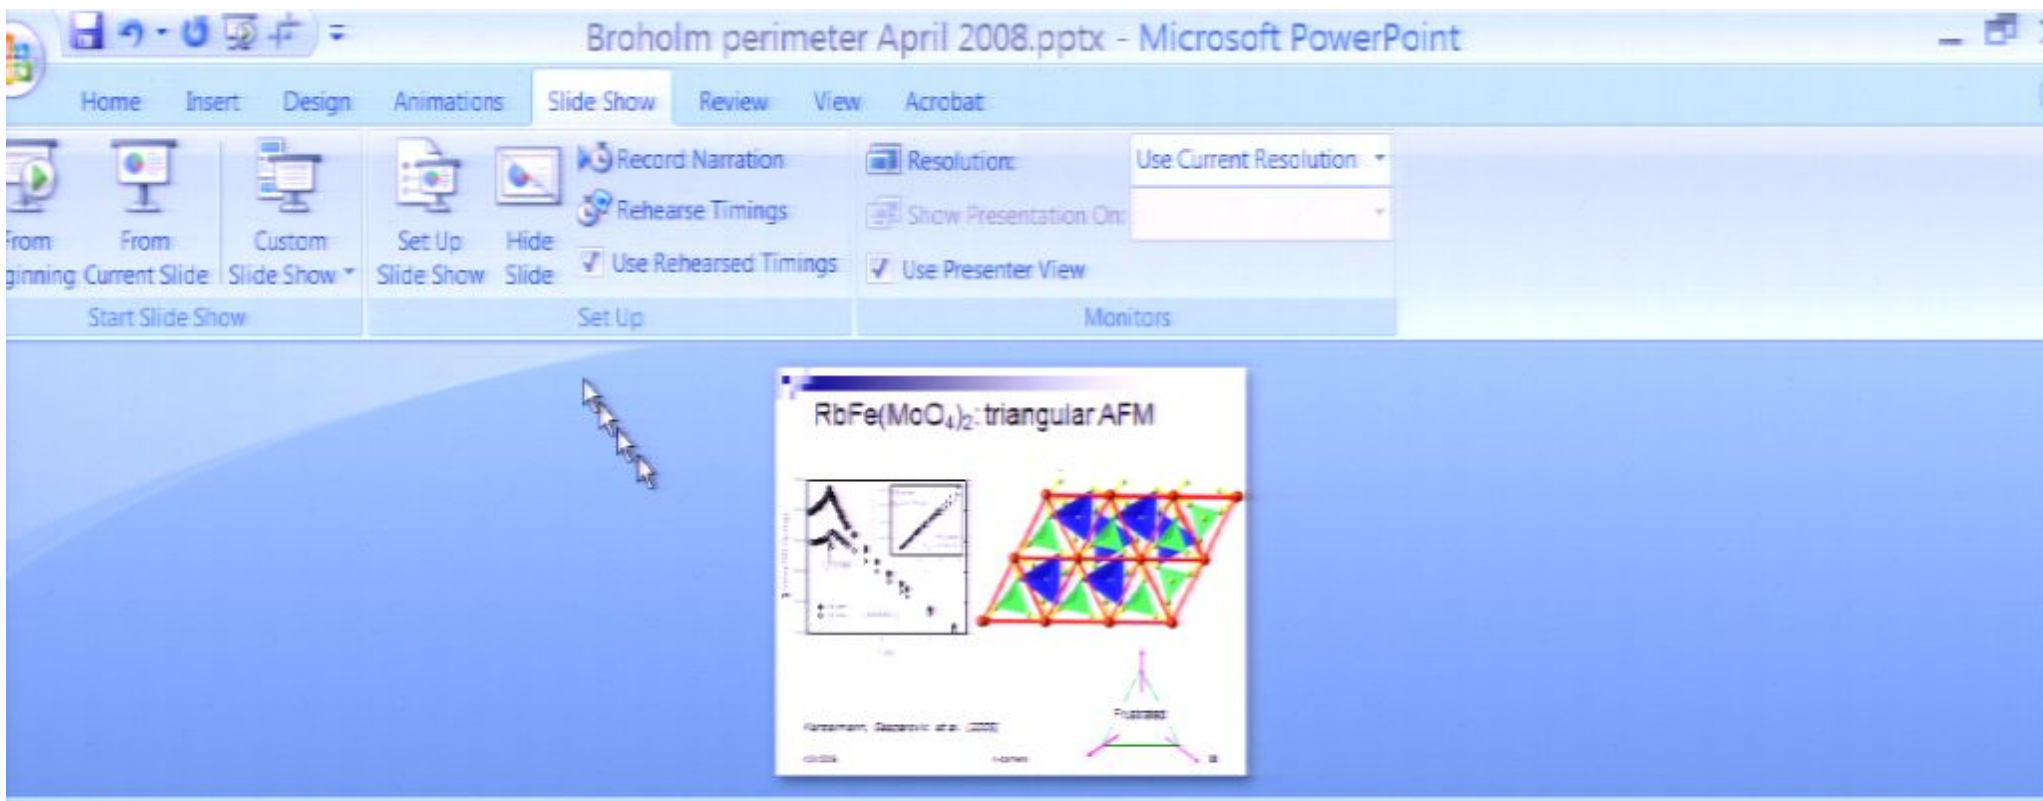 Broholm perimeter April 2008.pptx - Microsoft PowerPoint
Home Insert Design Animations Slide Show Review View Acrobat
From
ginning
From
Current Slide
Custom
Slide Show
Start Slide Show
Set Up
Slide Show
Hide
Slide
Record Narration
Rehearse Timings
Use Rehearsed Timings
Set Up
Resolution: Use Current Resolution
Show Presentation On:
Use Presenter View
Monitors
RbFe(MoO₄)₂: triangular AFM
Frustrated